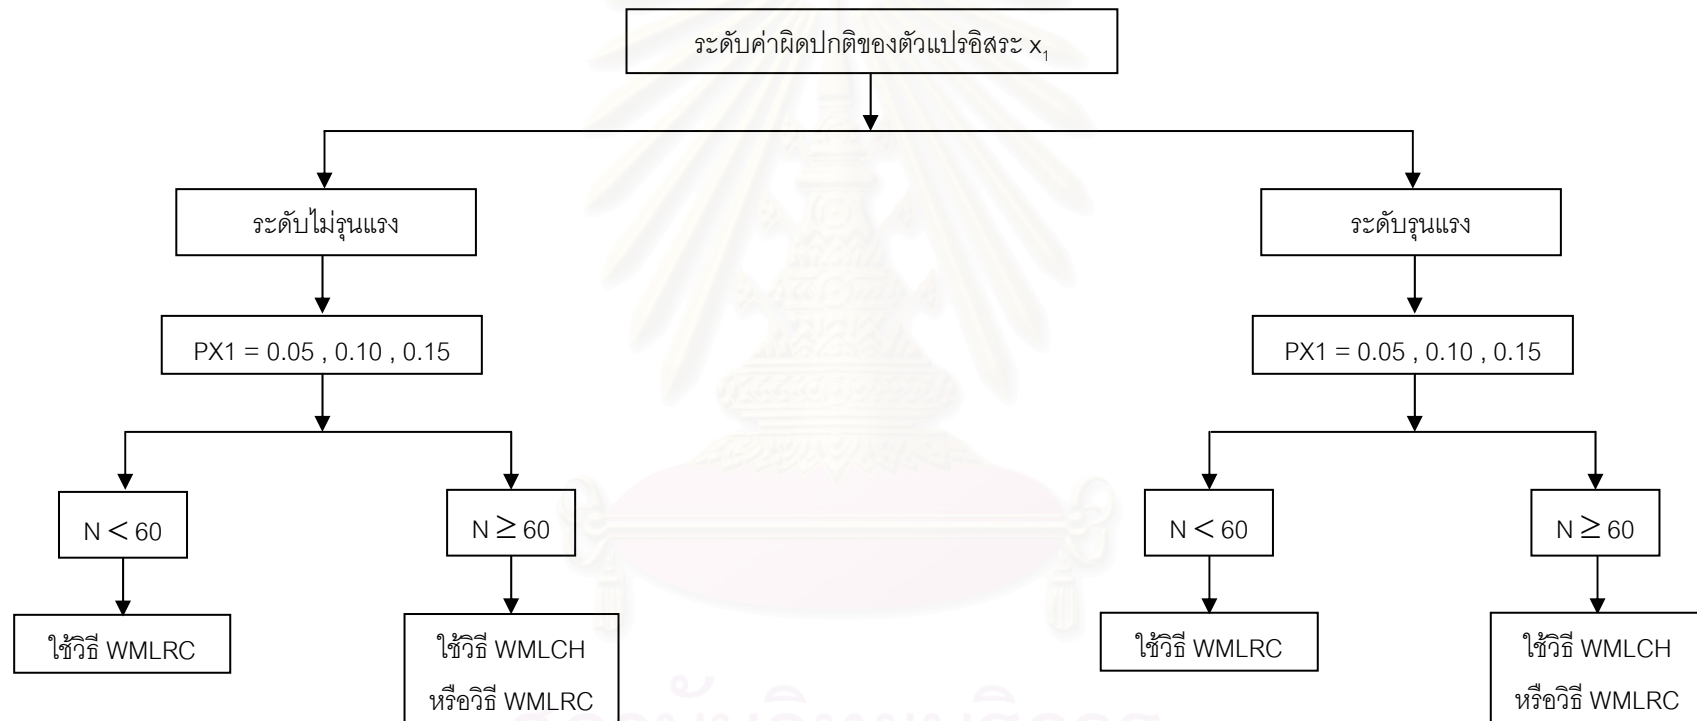 ระดับค่าผิดปกติของตัวแปรอิสระ x₁
ระดับไม่รุนแรง
ระดับรุนแรง
PX1 = 0.05 , 0.10 , 0.15
PX1 = 0.05 , 0.10 , 0.15
N < 60
N ≥ 60
N < 60
N ≥ 60
ใช้วิธี WMLRC
ใช้วิธี WMLCH
หรือวิธี WMLRC
ใช้วิธี WMLRC
ใช้วิธี WMLCH
หรือวิธี WMLRC